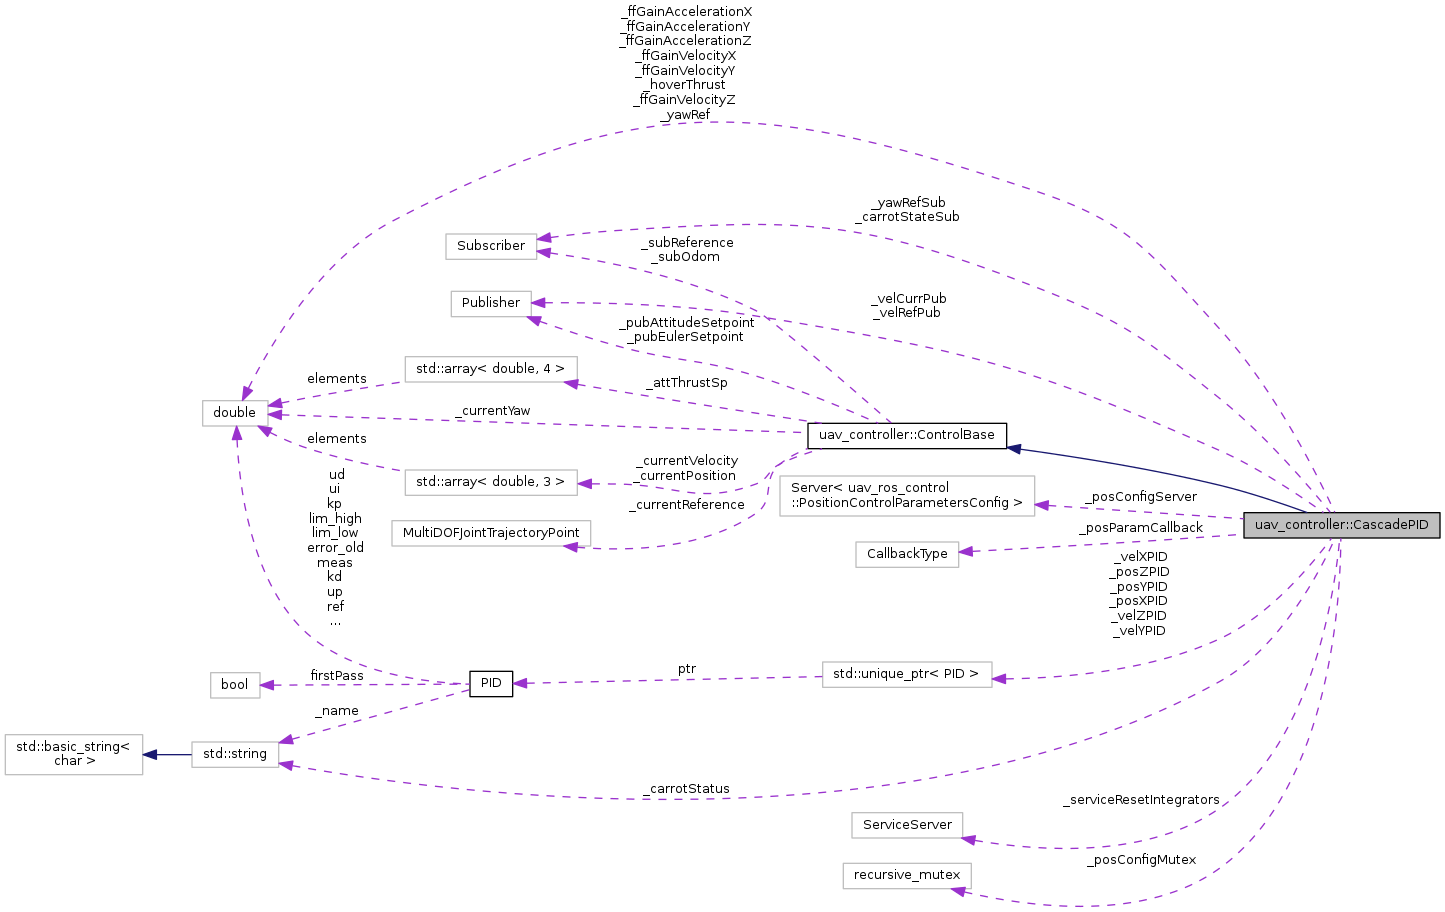 _ffGainAccelerationX
_ffGainAccelerationY
_ffGainAccelerationZ
_ffGainVelocityX
_ffGainVelocityY
_hoverThrust
_ffGainVelocityZ
_yawRef
_yawRefSub
_carrotStateSub
Subscriber
_subReference
_subOdom
Publisher
_velCurrPub
_velRefPub
_pubAttitudeSetpoint
_pubEulerSetpoint
std::array< double, 4 >
elements
_attThrustSp
double
_currentYaw
uav_controller::ControlBase
elements
std::array< double, 3 >
_currentVelocity
_currentPosition
ud
ui
kp
lim_high
lim_low
error_old
meas
kd
up
ref
...
Server< uav_ros_control
::PositionControlParametersConfig >
_posConfigServer
_currentReference
MultiDOFJointTrajectoryPoint
uav_controller::CascadePID
_posParamCallback
CallbackType
_velXPID
_posZPID
_posYPID
_posXPID
_velZPID
_velYPID
bool
firstPass
PID
ptr
std::unique_ptr< PID >
_name
std::basic_string<
char >
std::string
_carrotStatus
_serviceResetIntegrators
ServiceServer
_posConfigMutex
recursive_mutex